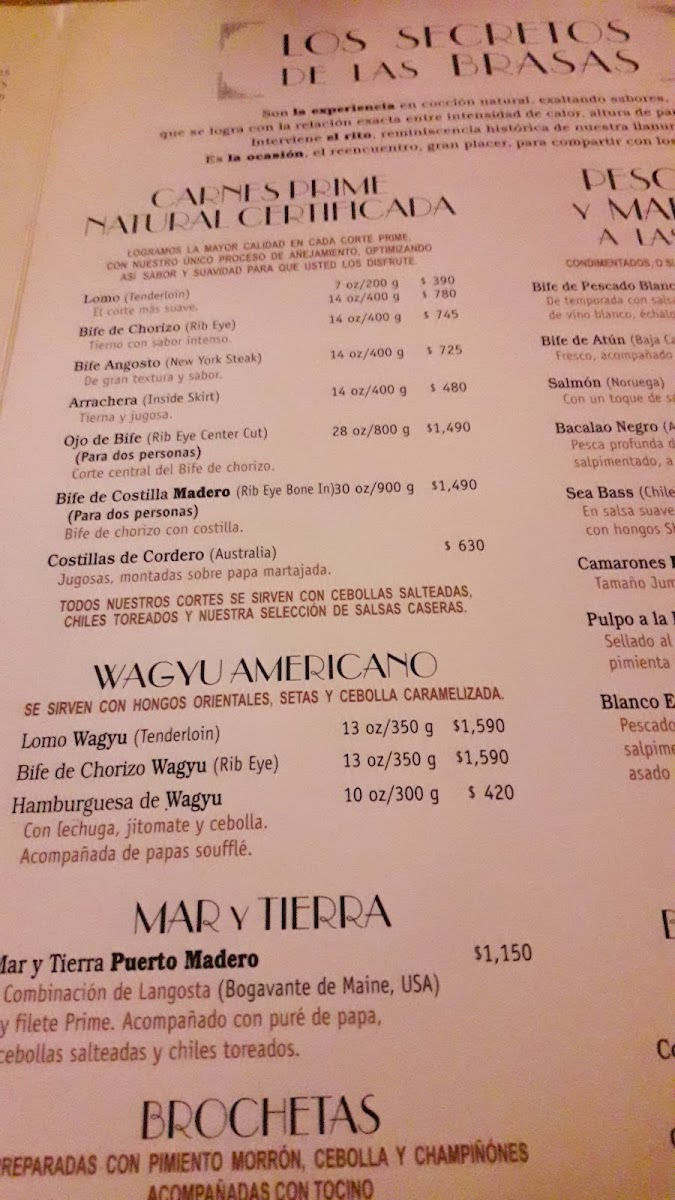 LOS SECRETOS
DE LAS BRASAS
Son la experiencia en cocción natural, exaltando sabores,
que se logra con la relación exacta entre intensidad de calor, altura de
Interviene el rito, reminiscencia histórica de nuestra
Es la ocasión, el reencuentro, gran placer, para compartir con
CARNES PRIME
NATURAL CERTIFICADA
LOGRAMOS LA MAYOR CALIDAD EN CADA CORTE PRIME,
CON NUESTRO ÚNICO PROCESO DE AÑEJAMIENTO, OPTIMIZANDO
ASÍ SABOR Y SUAVIDAD PARA QUE USTED LOS DISFRUTE.
Lomo (Tenderloin) 7 oz/200 g $ 390
El corte más suave. 14 oz/400 g $ 780
Bife de Chorizo (Rib Eye) 14 oz/400 g $ 745
Tierno con sabor intenso.
Bife Angosto (New York Steak) 14 oz/400 g $ 725
De gran textura y sabor.
Arrachera (Inside Skirt) 14 oz/400 g $ 480
Tierna y jugosa.
Ojo de Bife (Rib Eye Center Cut) 28 oz/800 g $1,490
(Para dos personas)
Corte central del Bife de chorizo.
Bife de Costilla Madero (Rib Eye Bone In)30 oz/900 g $1,490
(Para dos personas)
Bife de chorizo con costilla.
Costillas de Cordero (Australia) $ 630
Jugosas, montadas sobre papa martajada.
TODOS NUESTROS CORTES SE SIRVEN CON CEBOLLAS SALTEADAS,
CHILES TOREADOS Y NUESTRA SELECCIÓN DE SALSAS CASERAS.
WAGYU AMERICANO
SE SIRVEN CON HONGOS ORIENTALES, SETAS Y CEBOLLA CARAMELIZADA.
Lomo Wagyu (Tenderloin) 13 oz/350 g $1,590
Bife de Chorizo Wagyu (Rib Eye) 13 oz/350 g $1,590
Hamburguesa de Wagyu 10 oz/300 g $ 420
Con lechuga, jitomate y cebolla.
Acompañada de papas soufflé.
MAR Y TIERRA
Mar y Tierra Puerto Madero $1,150
Combinación de Langosta (Bogavante de Maine, USA)
y filete Prime. Acompañado con puré de papa,
cebollas salteadas y chiles toreados.
BROCHETAS
PREPARADAS CON PIMIENTO MORRÓN, CEBOLLA Y CHAMPIÑONES
ACOMPAÑADAS CON TOCINO
PESC
Y MA
A LA
CONDIMENTADOS, O
Bife de Pescado Blanc
De temporada con salsa
de vino blanco,
Bife de Atún (Baja
Fresco, acompañado
Salmón (Noruega)
Con un toque de
Bacalao Negro
Pesca profunda
salpimentado, a
Sea Bass (Chile
En salsa suave
con hongos
Camarones
Tamaño
Pulpo a la
Sellado al
pimienta
Blanco
Pescado
asado